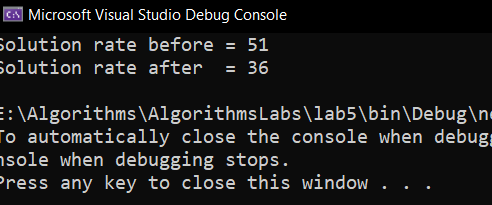 Microsoft Visual Studio Debug Console
Solution rate before = 51
Solution rate after  = 36
E:\Algorithms\AlgorithmsLabs\lab5\bin\Debug\ne
To automatically close the console when debugg
nsole when debugging stops.
Press any key to close this window . . .